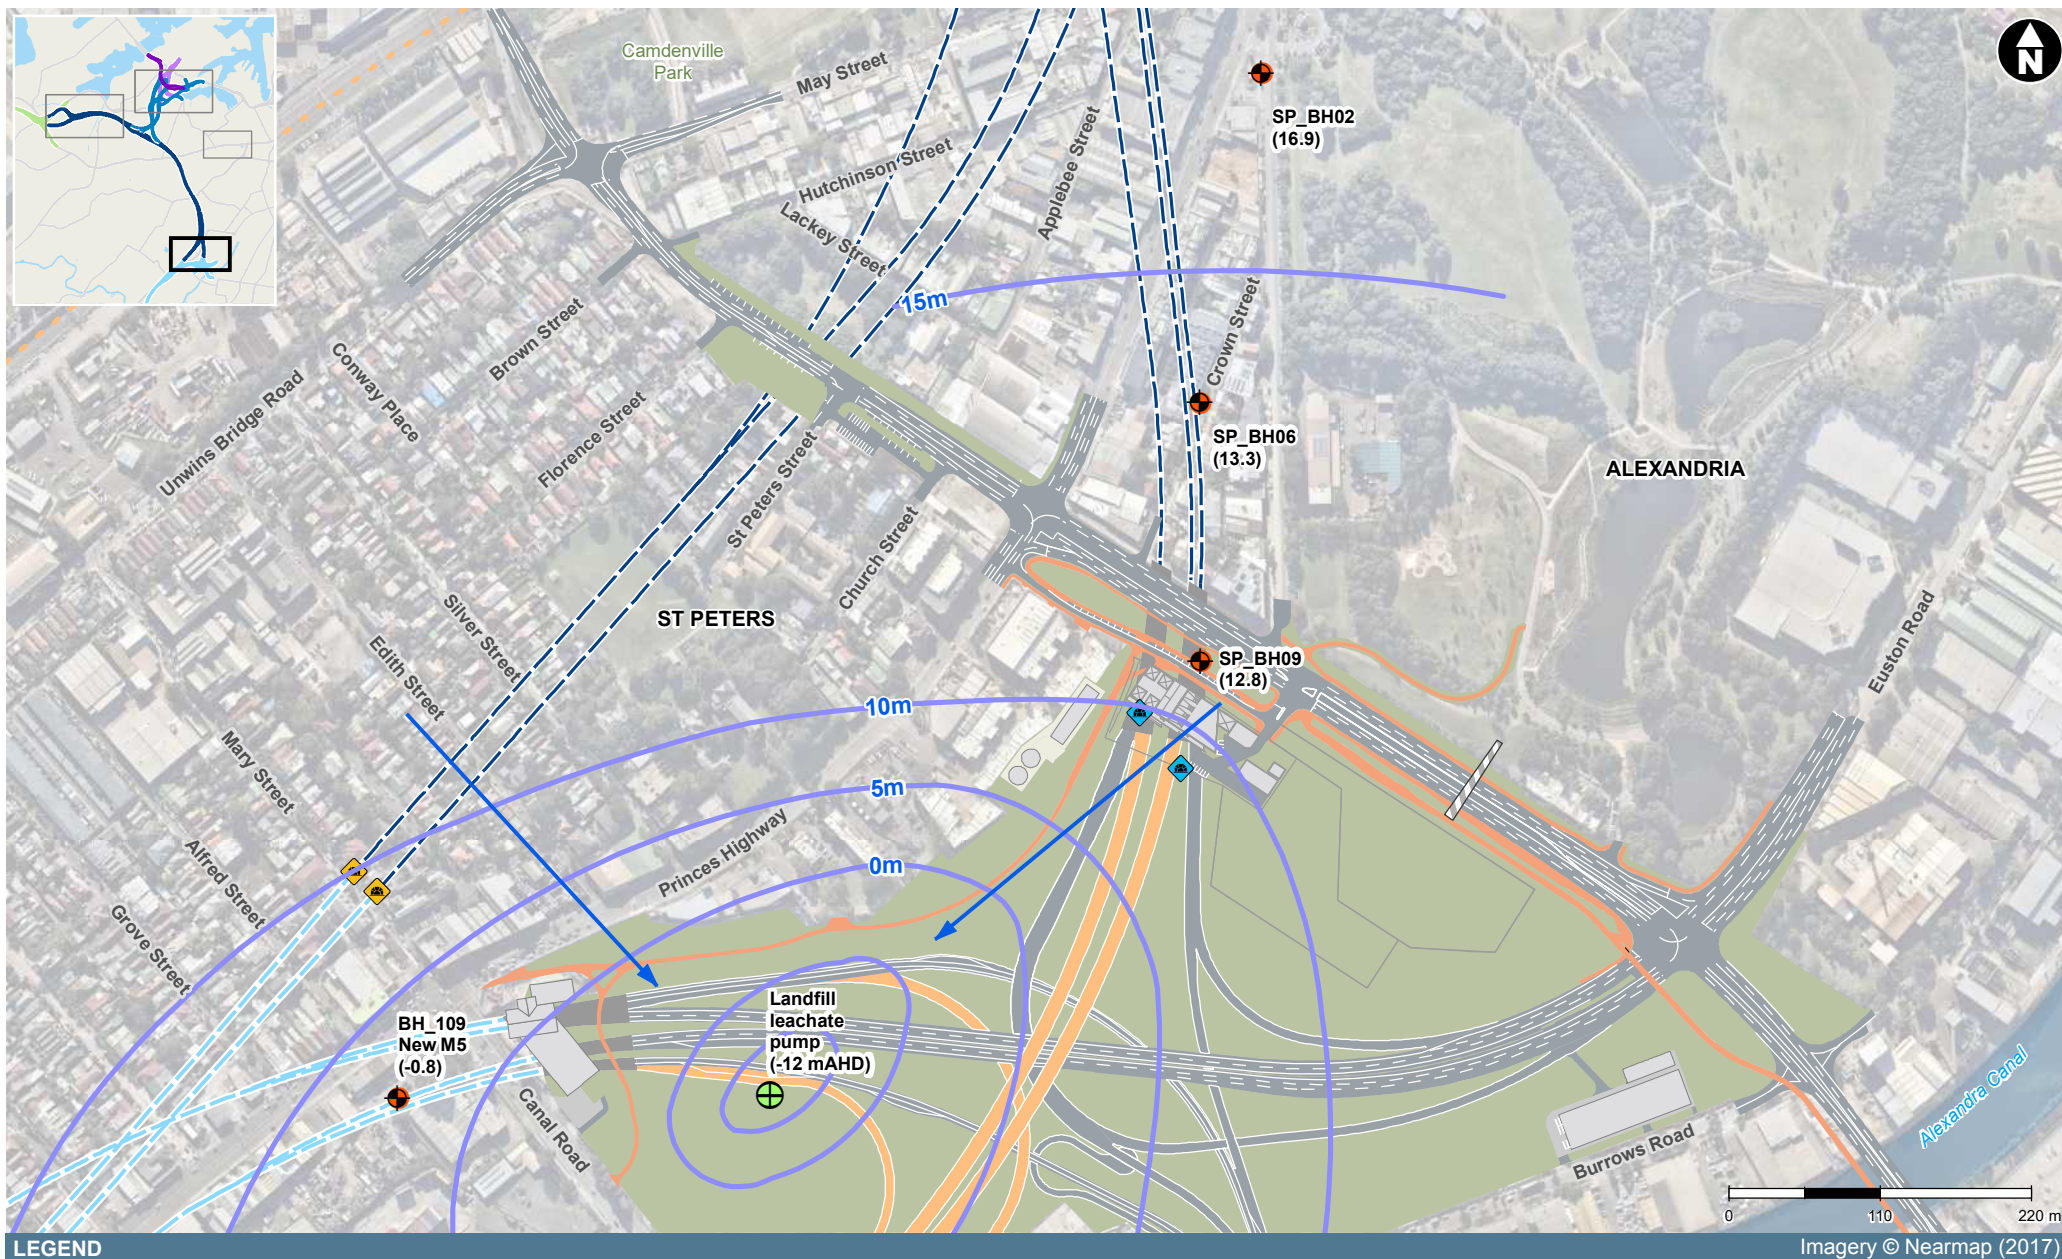 Camdenville
Park
May Street
N
SP_BH02
(16.9)
Hutchinson Street
Applebee Street
Lackey Street
15m
Crown Street
Brown Street
Conway Place
Unwins Bridge Road
Florence Street
St Peters Street
SP_BH06
(13.3)
ALEXANDRIA
Church Street
ST PETERS
Silver Street
Edith Street
SP_BH09
(12.8)
Euston Road
10m
Mary Street
5m
Princes Highway
0m
Alfred Street
Grove Street
BH_109
New M5
(-0.8)
Landfill
leachate
pump
(-12 mAHD)
Canal Road
Burrows Road
Alexandra Canal
0
110
220 m
LEGEND
Imagery © Nearmap (2017)